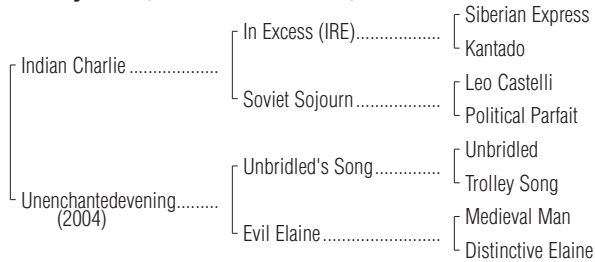 Siberian Express
In Excess (IRE)..................
Kantado
Indian Charlie ...................
Leo Castelli
Soviet Sojourn..................
Political Parfait
Unbridled
Unbridled's Song..............
Trolley Song
Unenchantedevening.........
(2004)
Medieval Man
Evil Elaine.........................
Distinctive Elaine